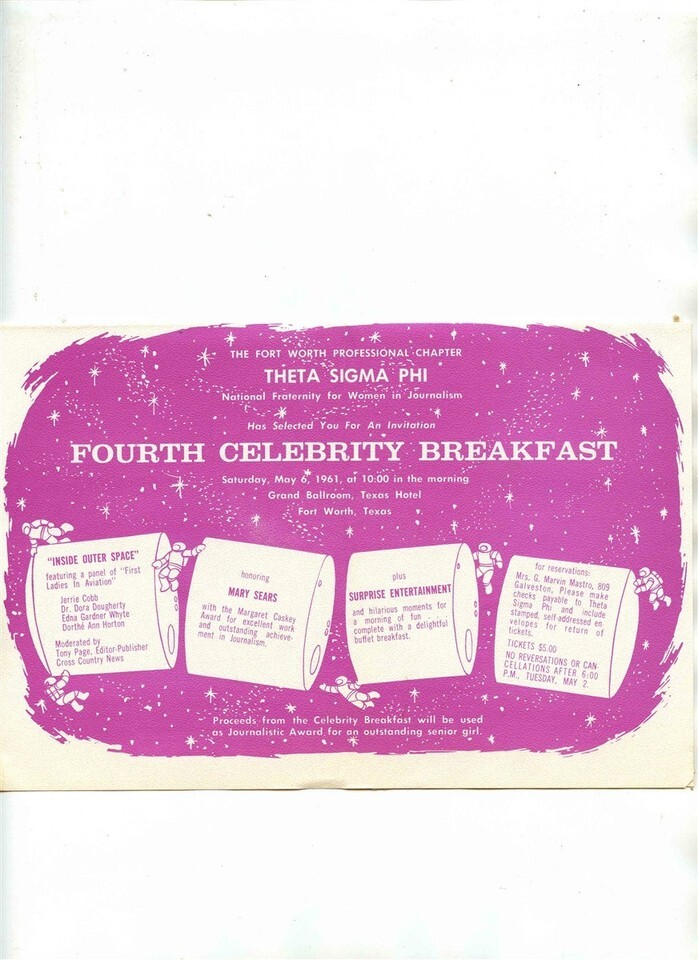 THE FORT WORTH PROFESSIONAL CHAPTER
THETA SIGMA PHI
National Fraternity for Women in Journalism
Has Selected You For An Invitation
FOURTH CELEBRITY BREAKFAST
Saturday, May 6, 1961, at 10:00 in the morning
Grand Ballroom, Texas Hotel
Fort Worth, Texas
"INSIDE OUTER SPACE"
featuring a panel of "First
Ladies In Aviation"
Jerrie Cobb
Dr. Dora Dougherty
Edna Gardner Whyte
Dorthé Ann Horton
Moderated by
Tony Page, Editor-Publisher
Cross Country News
honoring
MARY SEARS
with the Margaret Caskey
Award for excellent work
and outstanding achieve-
ment in Journalism.
plus
SURPRISE ENTERTAINMENT
and hilarious moments for
a morning of fun . . .
complete with a delightful
buffet breakfast.
for reservations:
Mrs. G. Marvin Mastro, 809
Galveston, Please make
checks payable to Theta
Sigma Phi and include
stamped, self-addressed en
velopes for return of
tickets.
TICKETS $5.00
NO REVERSATIONS OR CAN-
CELLATIONS AFTER 6:00
P.M., TUESDAY, MAY 2.
Proceeds from the Celebrity Breakfast will be used
as Journalistic Award for an outstanding senior girl.